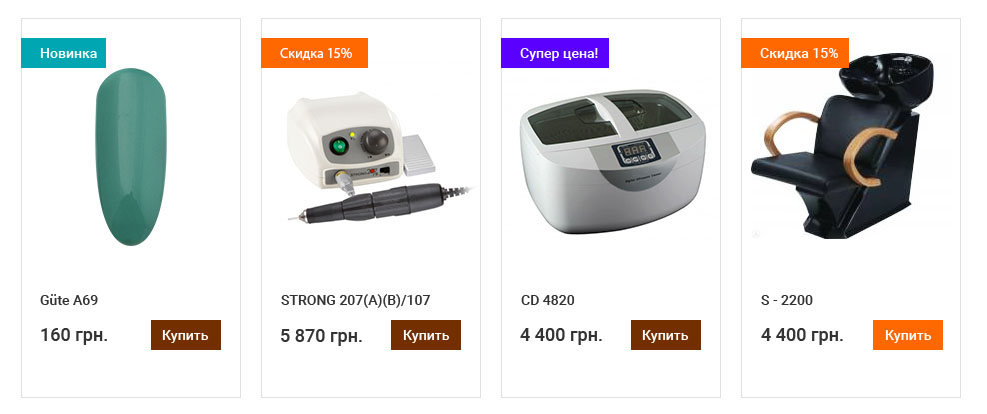 Новинка
Скидка 15%
Супер цена!
Скидка 15%
Güte A69
STRONG 207(A)(B)/107
CD 4820
S - 2200
160 грн.
Купить
5 870 грн.
Купить
4 400 грн.
Купить
4 400 грн.
Купить